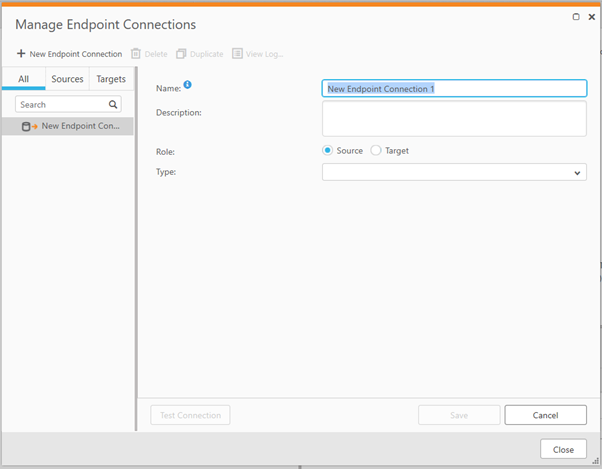 Manage Endpoint Connections
New Endpoint Connection Delete Duplicate View Log...
All Sources Targets
Search
New Endpoint Con...
Name: New Endpoint Connection 1
Description:
Role: Source Target
Type:
Test Connection Save Cancel
Close